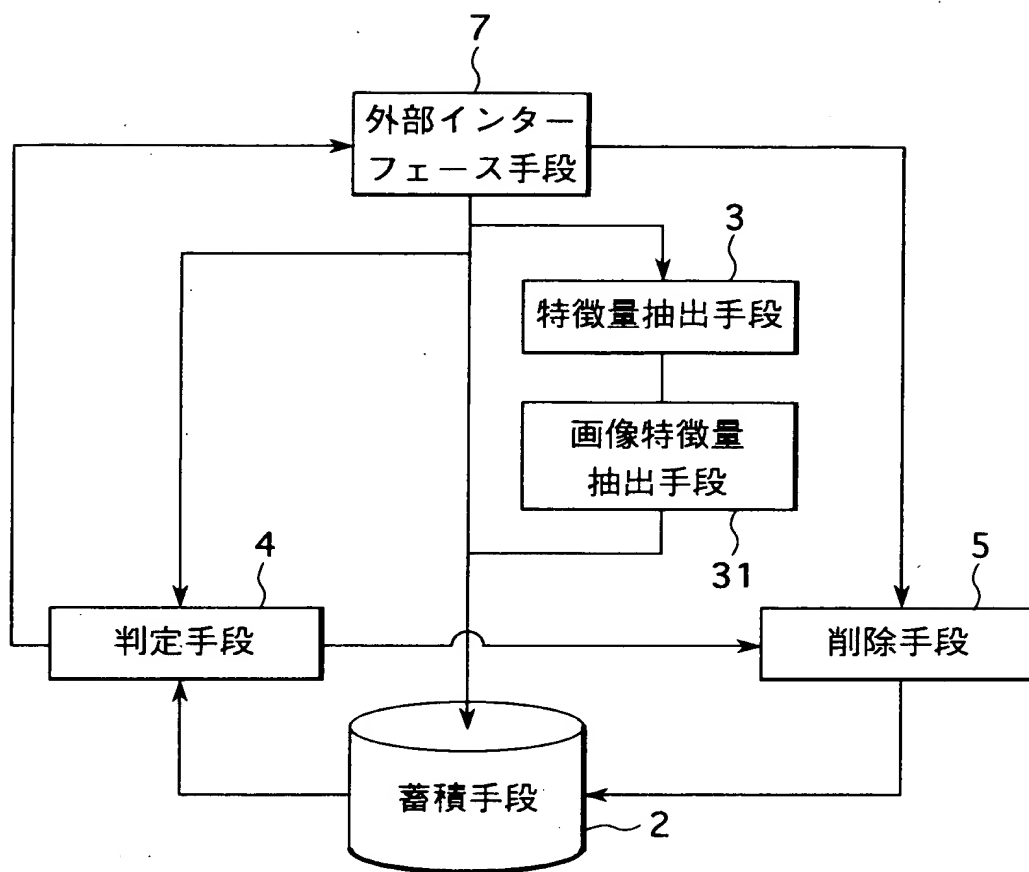 7
外部インター
フェース手段
3
特徴量抽出手段
画像特徴量
抽出手段
31
4
判定手段
5
削除手段
蓄積手段
2